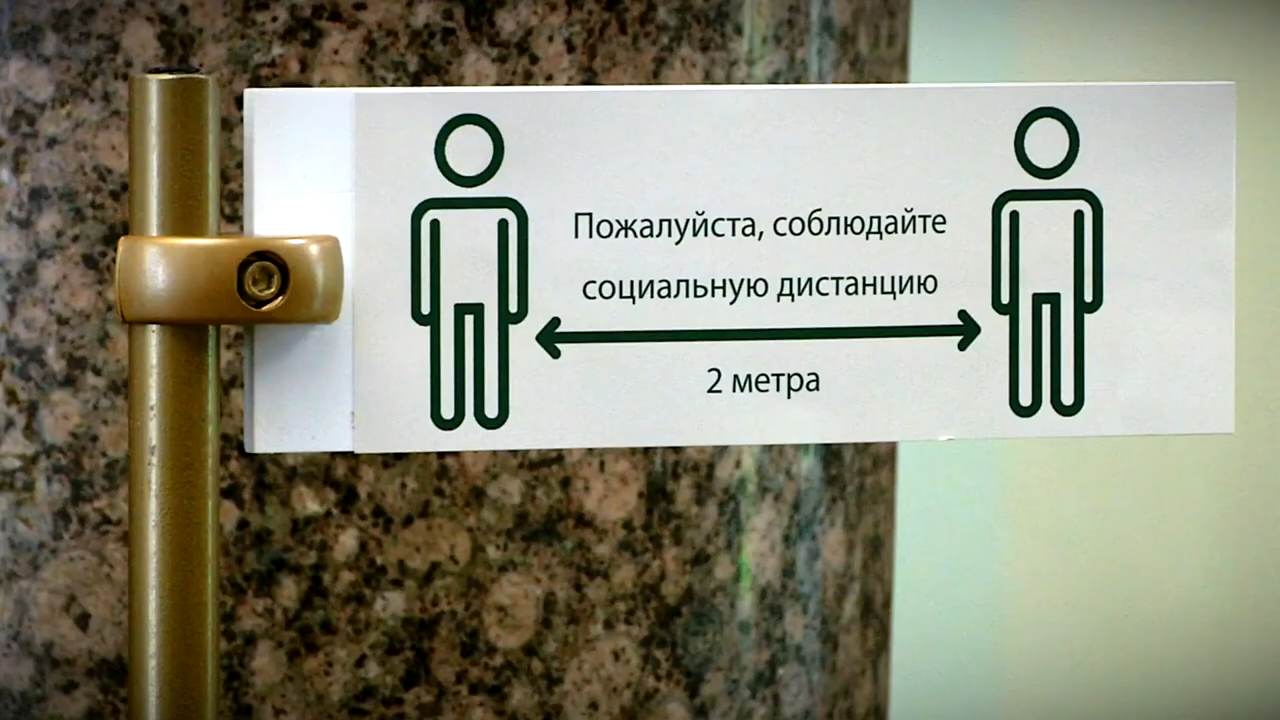 Пожалуйста, соблюдайте
социальную дистанцию
2 метра